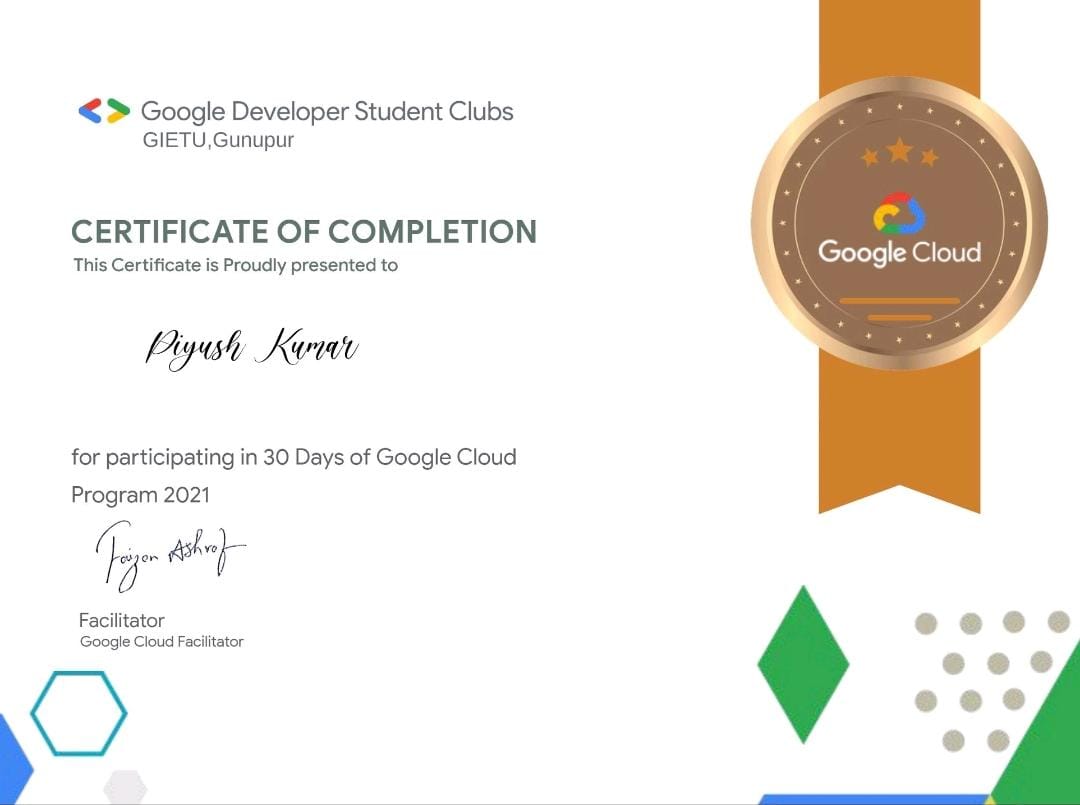 Google Developer Student Clubs
GIETU,Gunupur
CERTIFICATE OF COMPLETION
This Certificate is Proudly presented to
Piyush Kumar
for participating in 30 Days of Google Cloud
Program 2021
Faizan Ashraf
Facilitator
Google Cloud Facilitator
Google Cloud